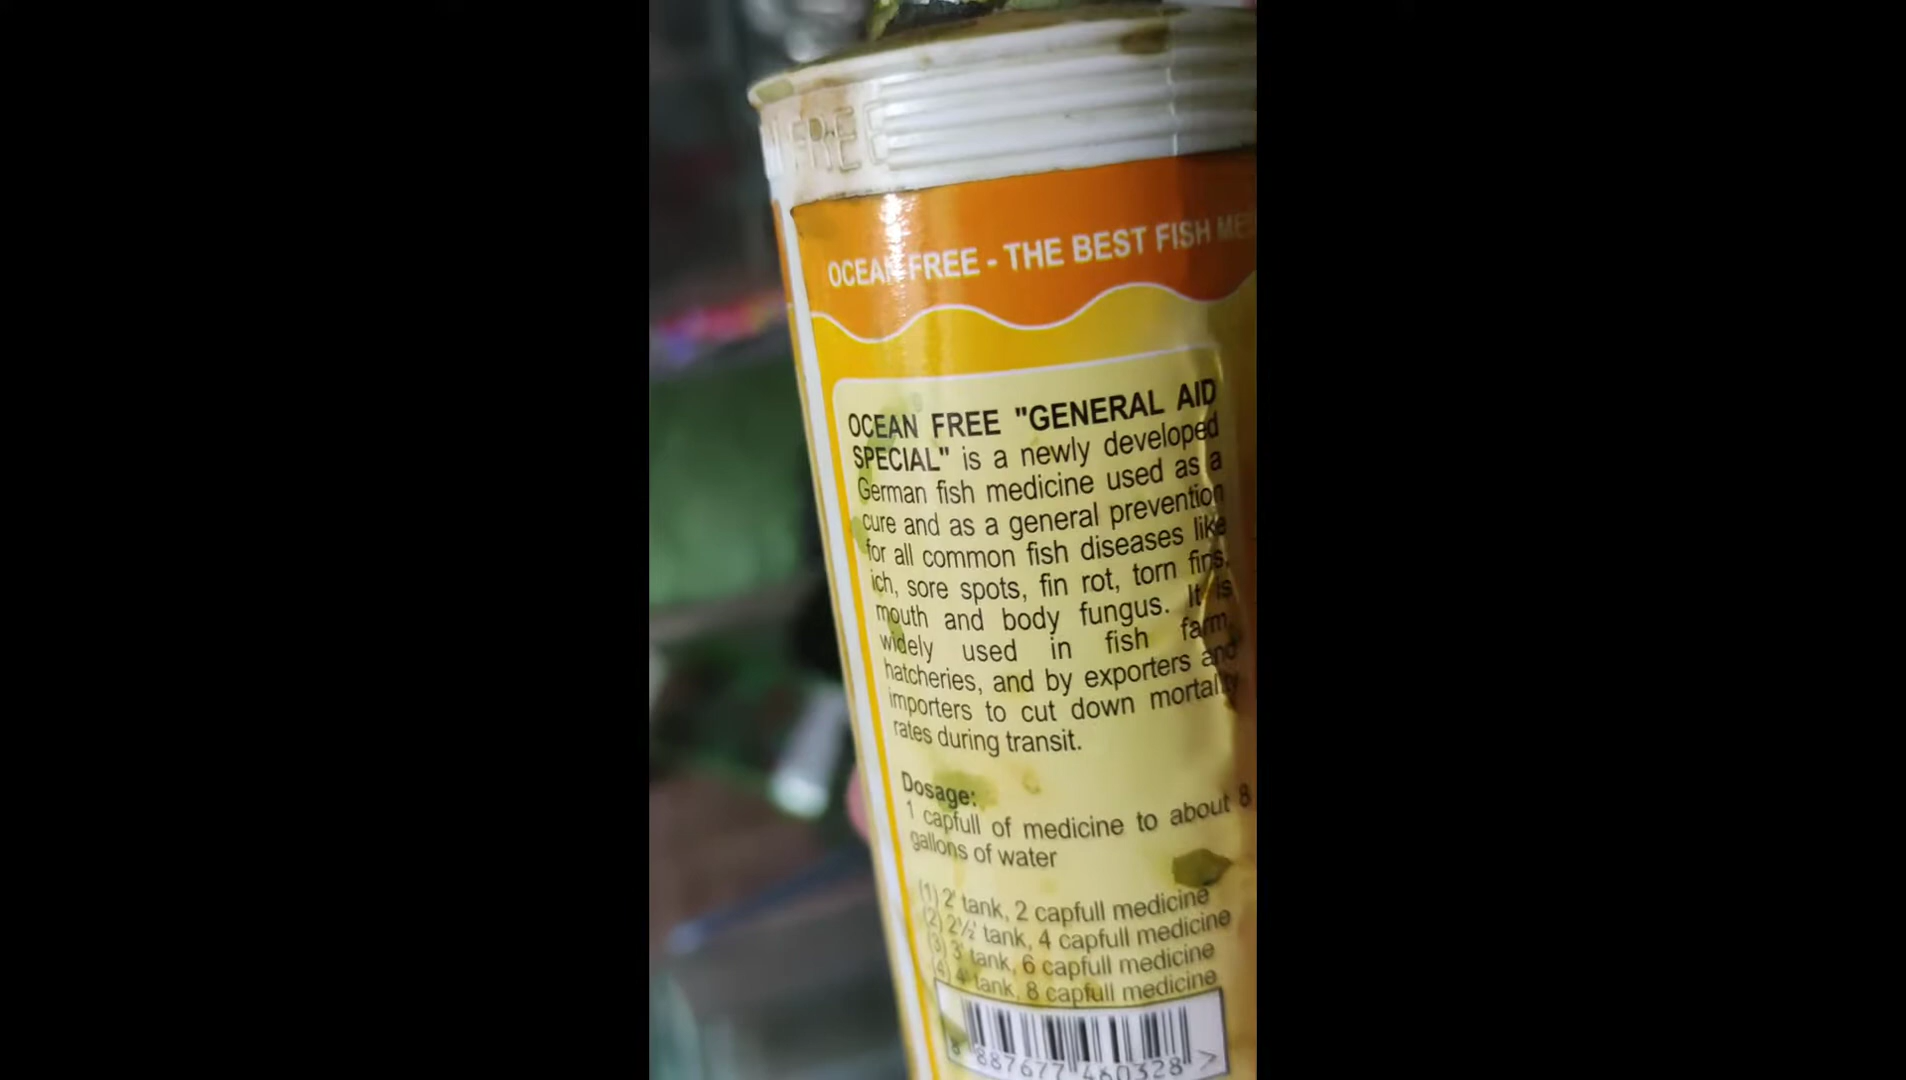 FREE
OCEAN FREE - THE BEST FISH
OCEAN FREE "GENERAL AID
SPECIAL" is a newly developed
German fish medicine used as a
cure and as a general prevention
for all common fish diseases like
ich, sore spots, fin rot, torn fins,
mouth and body fungus. It is
widely used in fish farm,
hatcheries, and by exporters and
importers to cut down mortality
rates during transit.
Dosage:
1 capfull of medicine to about 8
gallons of water
(1) 2' tank, 2 capfull medicine
(2) 2½' tank, 4 capfull medicine
(3) 3' tank, 6 capfull medicine
(4) 4' tank, 8 capfull medicine
8 887677 460328 >